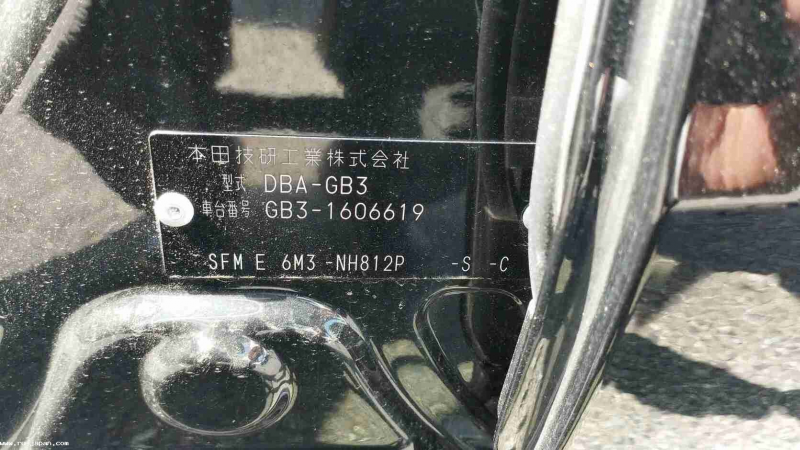 本田技研工業株式会社
型式 DBA-GB3
車台番号 GB3-1606619
SFM E 6M3 -NH812P -S -C